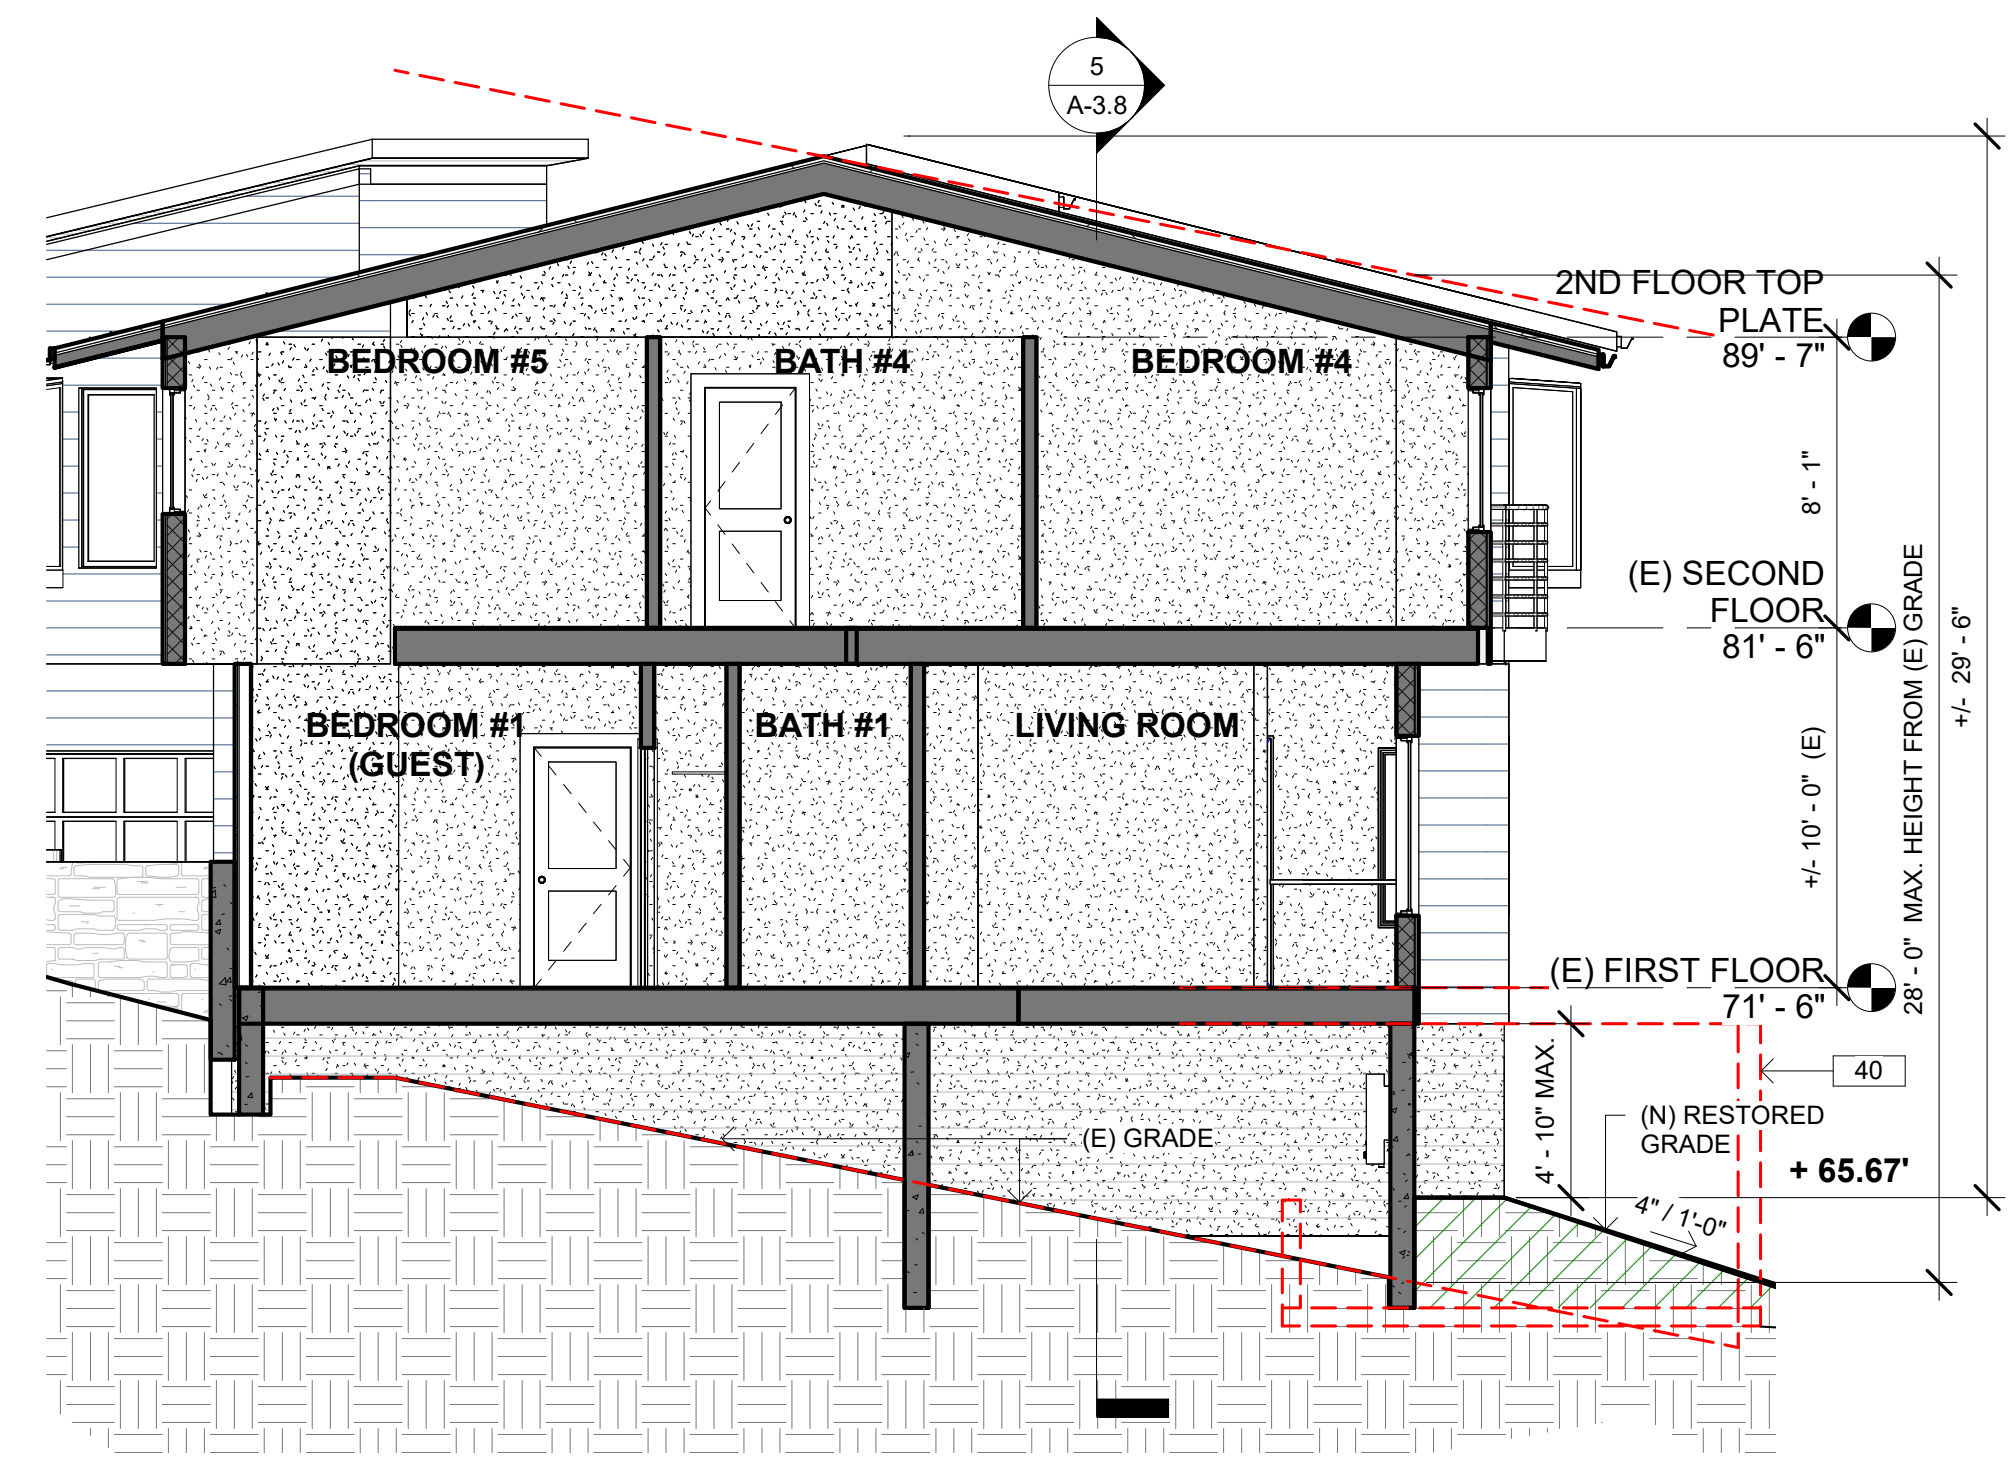 5
A-3.8
2ND FLOOR TOP
PLATE
89' - 7"
BEDROOM #5
BATH #4
BEDROOM #4
8' - 1"
(E) SECOND
FLOOR
81' - 6"
28' - 0" MAX. HEIGHT FROM (E) GRADE
+/- 29' - 6"
BEDROOM #1
(GUEST)
BATH #1
LIVING ROOM
+/- 10' - 0" (E)
(E) FIRST FLOOR
71' - 6"
4' - 10" MAX.
40
(N) RESTORED
GRADE
(E) GRADE
+ 65.67'
4" / 1'-0"